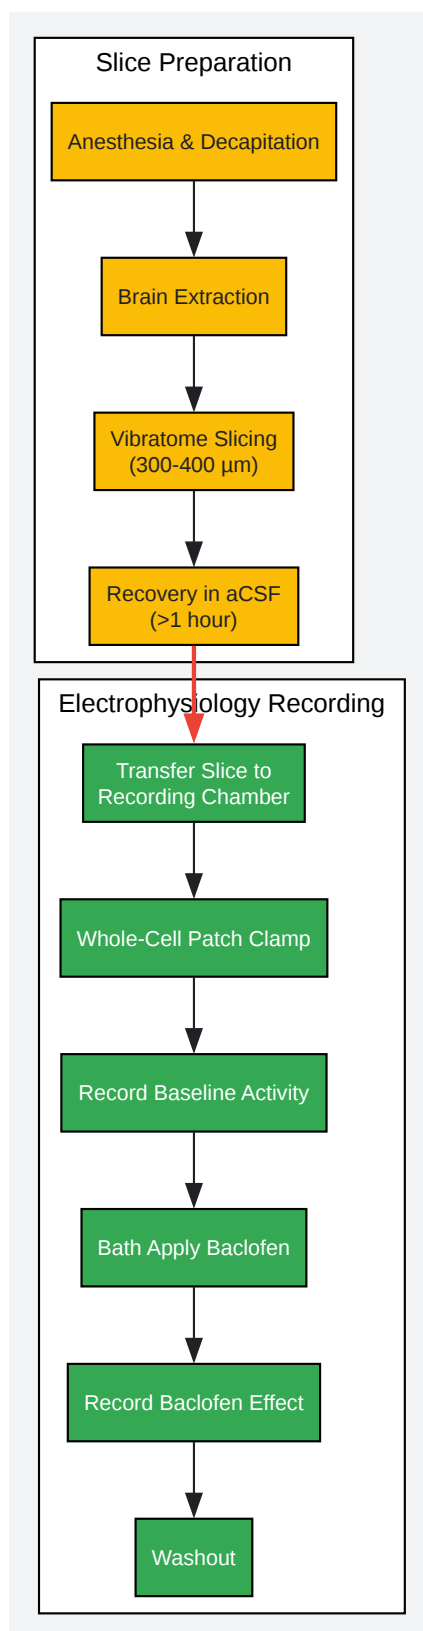 Slice Preparation
Anesthesia & Decapitation
Brain Extraction
Vibratome Slicing
(300-400 µm)
Recovery in aCSF
(>1 hour)
Electrophysiology Recording
Transfer Slice to
Recording Chamber
Whole-Cell Patch Clamp
Record Baseline Activity
Bath Apply Baclofen
Record Baclofen Effect
Washout